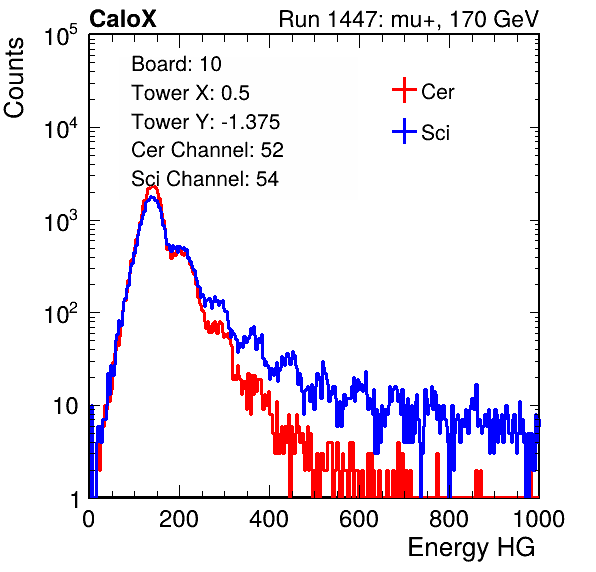 CaloX Run 1447: mu+, 170 GeV
Counts
Board: 10
Tower X: 0.5
Tower Y: -1.375
Cer Channel: 52
Sci Channel: 54
Cer
Sci
10^5
10^4
10^3
10^2
10
1
0 200 400 600 800 1000
Energy HG